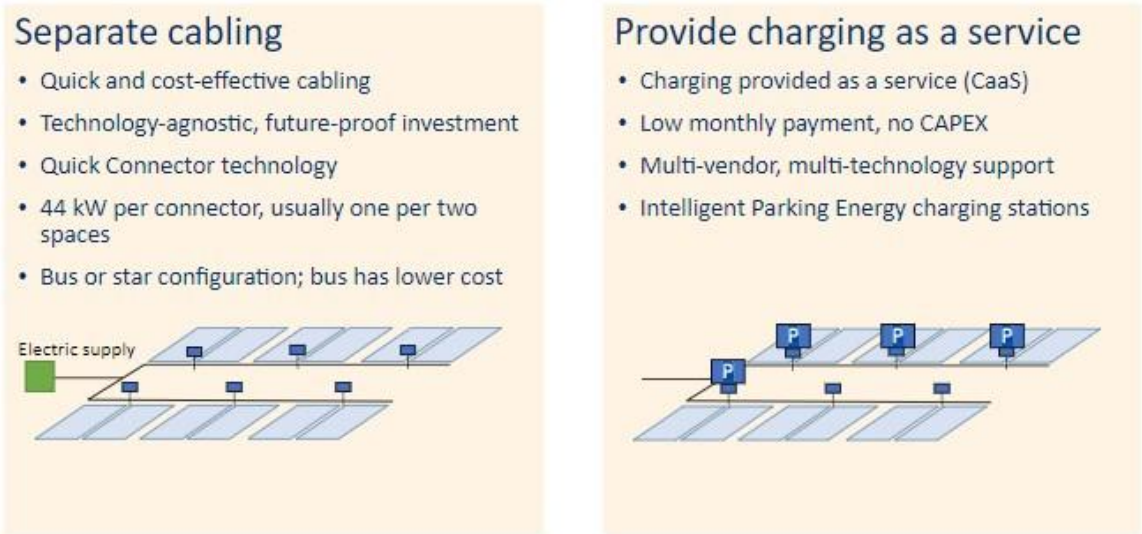 Separate cabling
• Quick and cost-effective cabling
• Technology-agnostic, future-proof investment
• Quick Connector technology
• 44 kW per connector, usually one per two
spaces
• Bus or star configuration; bus has lower cost
Electric supply
Provide charging as a service
• Charging provided as a service (CaaS)
• Low monthly payment, no CAPEX
• Multi-vendor, multi-technology support
• Intelligent Parking Energy charging stations
P
P
P
P